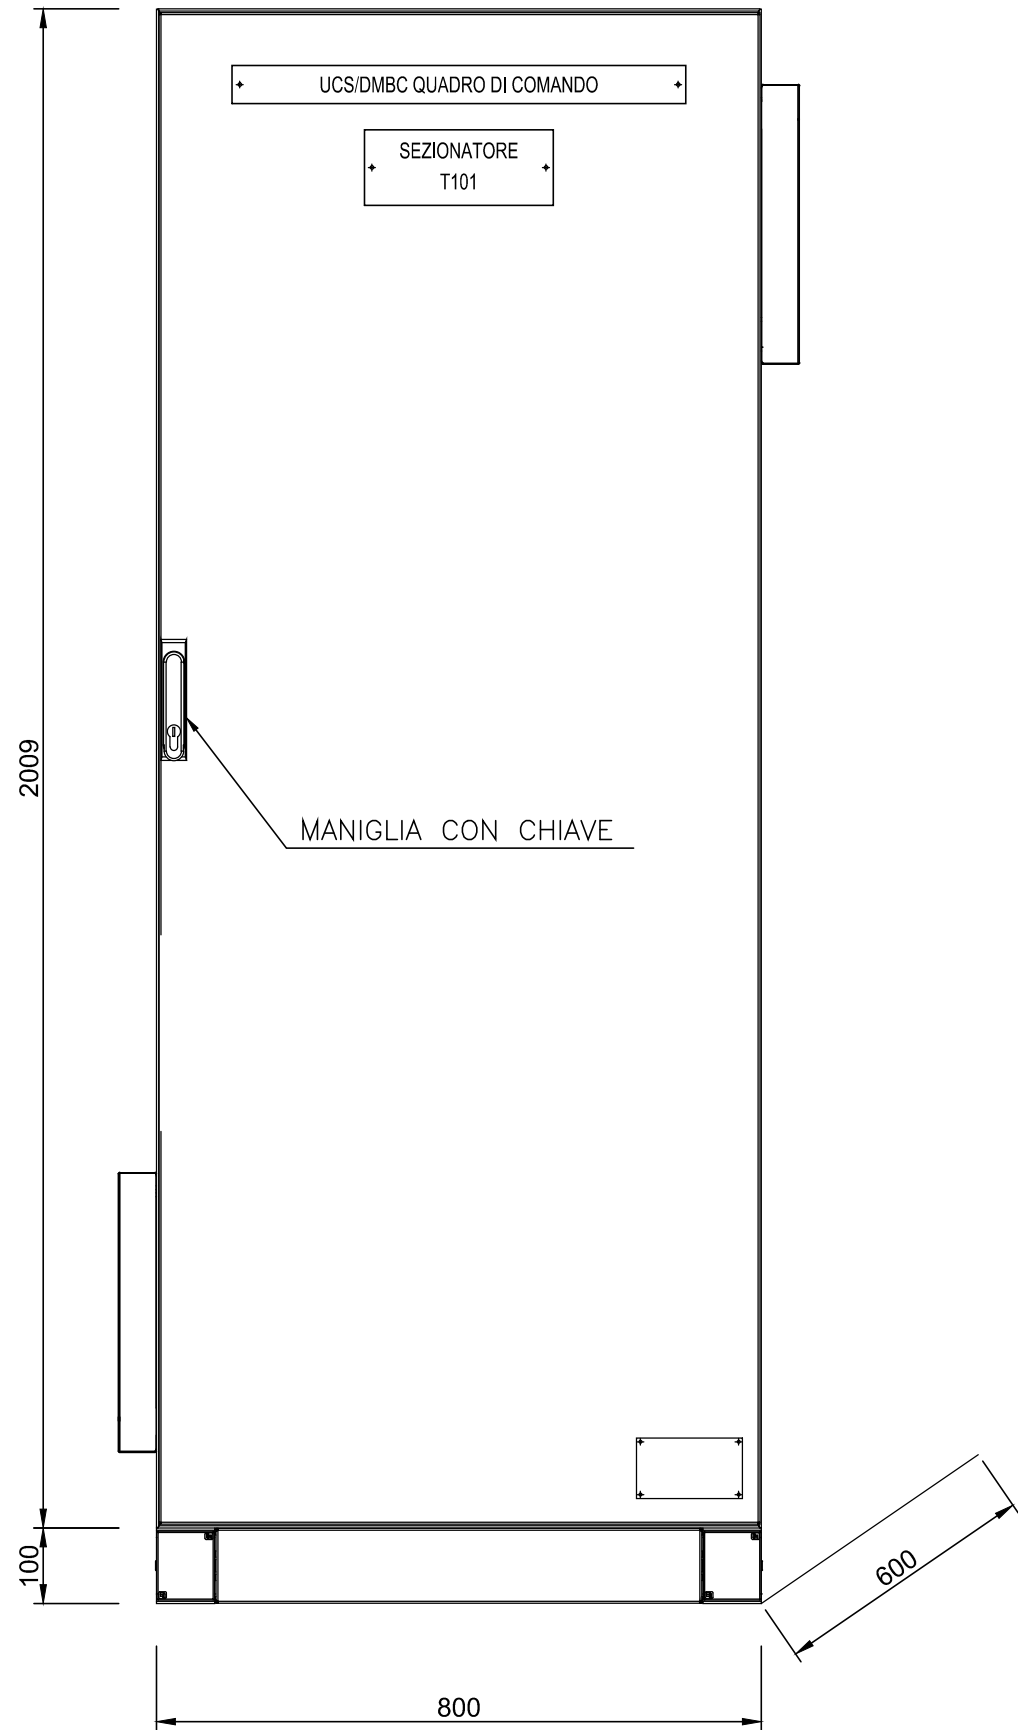 UCS/DMBC QUADRO DI COMANDO
SEZIONATORE
T101
2009
MANIGLIA CON CHIAVE
100
600
800